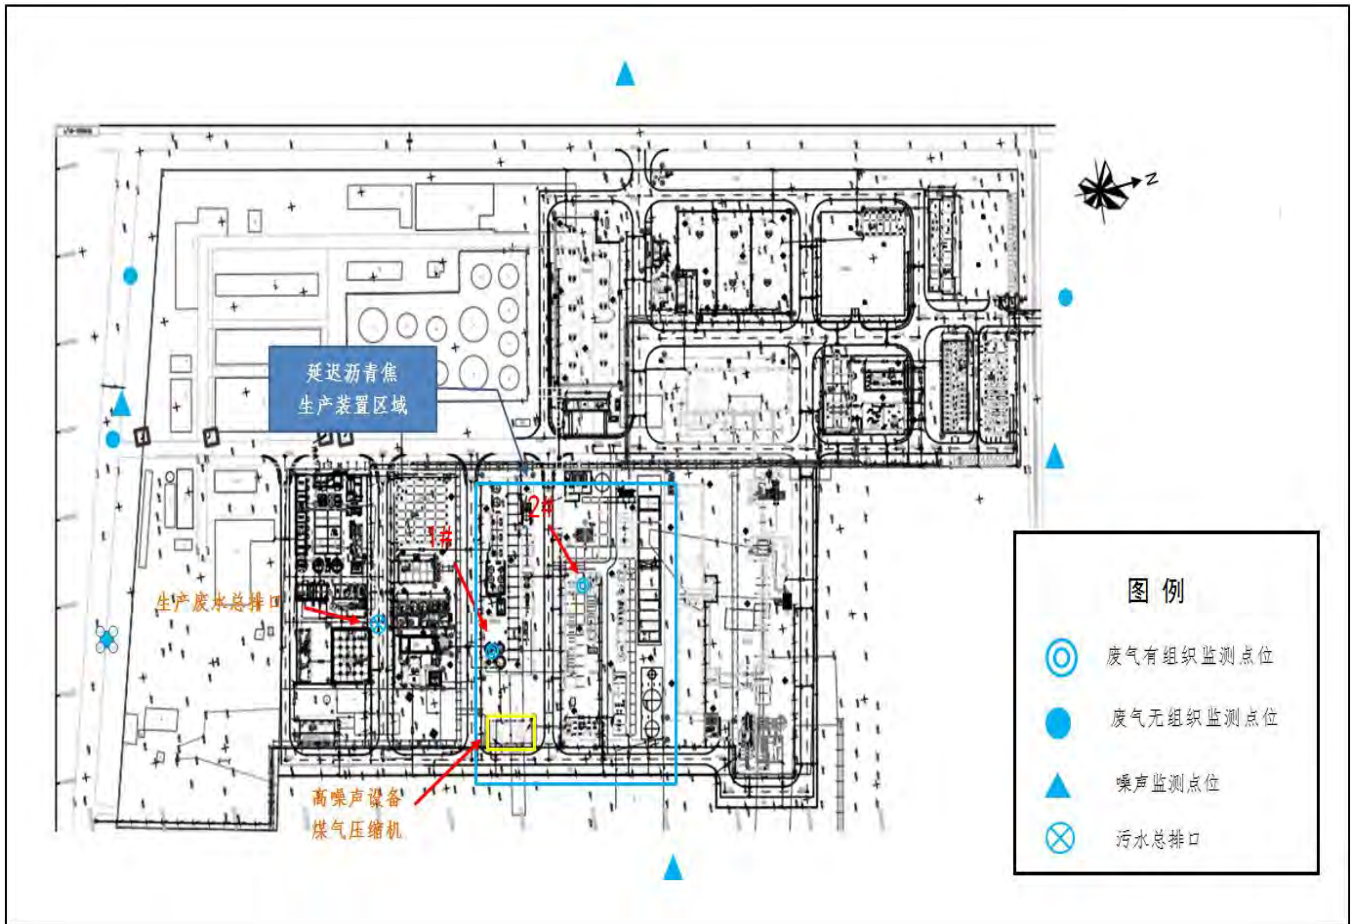 N
延迟沥青焦
生产装置区域
2#
1#
生产废水总排口
高噪声设备
煤气压缩机
图 例
废气有组织监测点位
废气无组织监测点位
噪声监测点位
污水总排口